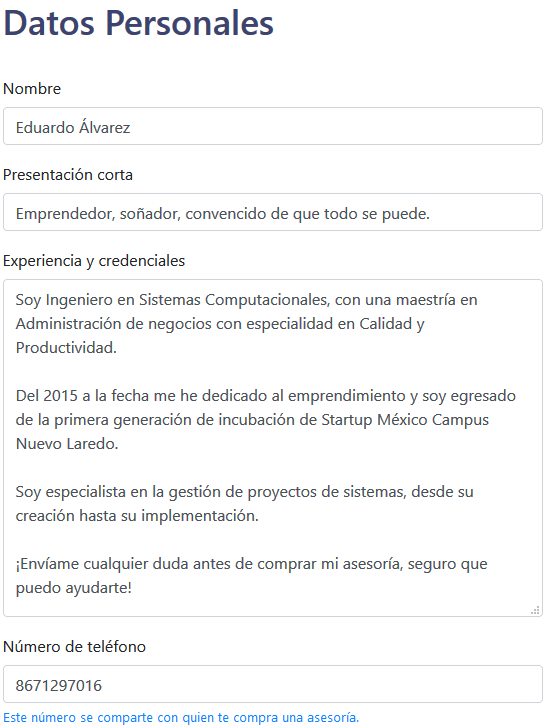 Datos Personales
Nombre
Eduardo Álvarez
Presentación corta
Emprendedor, soñador, convencido de que todo se puede.
Experiencia y credenciales
Soy Ingeniero en Sistemas Computacionales, con una maestría en
Administración de negocios con especialidad en Calidad y
Productividad.
Del 2015 a la fecha me he dedicado al emprendimiento y soy egresado
de la primera generación de incubación de Startup México Campus
Nuevo Laredo.
Soy especialista en la gestión de proyectos de sistemas, desde su
creación hasta su implementación.
¡Envíame cualquier duda antes de comprar mi asesoría, seguro que
puedo ayudarte!
Número de teléfono
8671297016
Este número se comparte con quien te compra una asesoría.